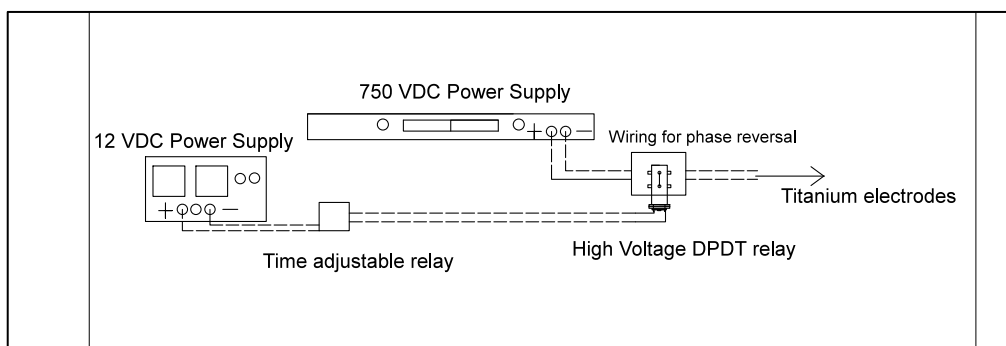 750 VDC Power Supply
12 VDC Power Supply
+ −
Wiring for phase reversal
+ −
Titanium electrodes
High Voltage DPDT relay
Time adjustable relay